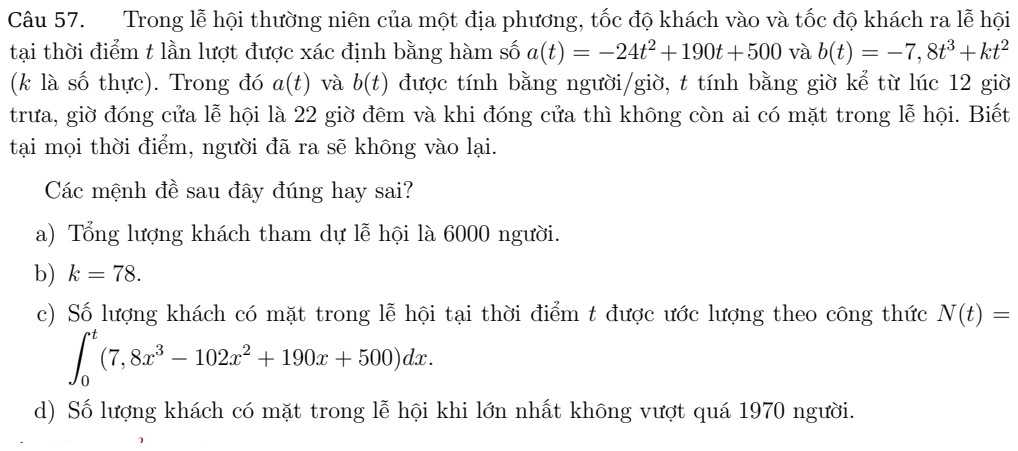 Câu 57. Trong lễ hội thường niên của một địa phương, tốc độ khách vào và tốc độ khách ra lễ hội
tại thời điểm t lần lượt được xác định bằng hàm số a(t) = −24t² + 190t + 500 và b(t) = −7, 8t³ + kt²
(k là số thực). Trong đó a(t) và b(t) được tính bằng người/giờ, t tính bằng giờ kể từ lúc 12 giờ
trưa, giờ đóng cửa lễ hội là 22 giờ đêm và khi đóng cửa thì không còn ai có mặt trong lễ hội. Biết
tại mọi thời điểm, người đã ra sẽ không vào lại.
Các mệnh đề sau đây đúng hay sai?
a) Tổng lượng khách tham dự lễ hội là 6000 người.
b) k = 78.
c) Số lượng khách có mặt trong lễ hội tại thời điểm t được ước lượng theo công thức N(t) =
∫₀ᵗ (7, 8x³ − 102x² + 190x + 500)dx.
d) Số lượng khách có mặt trong lễ hội khi lớn nhất không vượt quá 1970 người.